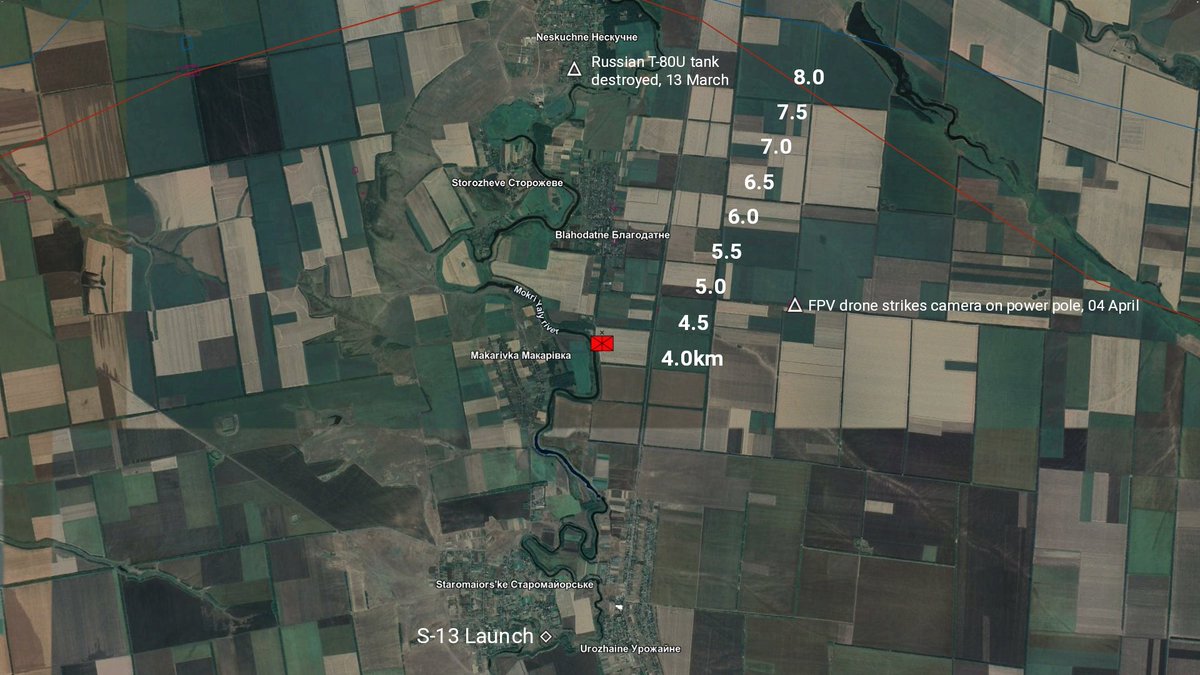 Neskuchne Нескучне
Russian T-80U tank
destroyed, 13 March
8.0
7.5
7.0
6.5
Storozheve Сторожеве
6.0
Blahodatne Благодатне
5.5
5.0
Mokri Yaly river
FPV drone strikes camera on power pole, 04 April
4.5
Makarivka Макарівка
4.0km
Staromaiors'ke Старомайорське
S-13 Launch
Urozhaine Урожайне